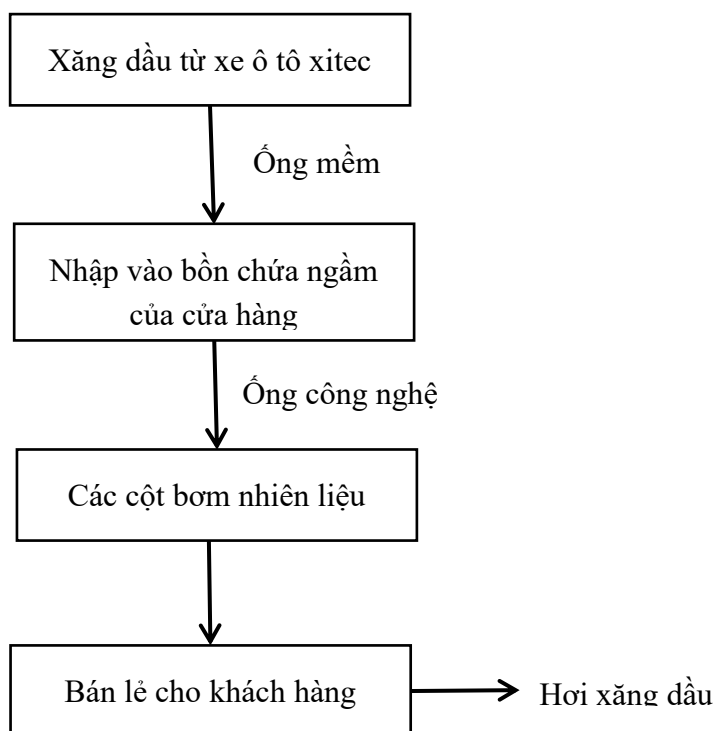 Xăng dầu từ xe ô tô xitec
Ống mềm
Nhập vào bồn chứa ngầm
của cửa hàng
Ống công nghệ
Các cột bơm nhiên liệu
Bán lẻ cho khách hàng
Hơi xăng dầu